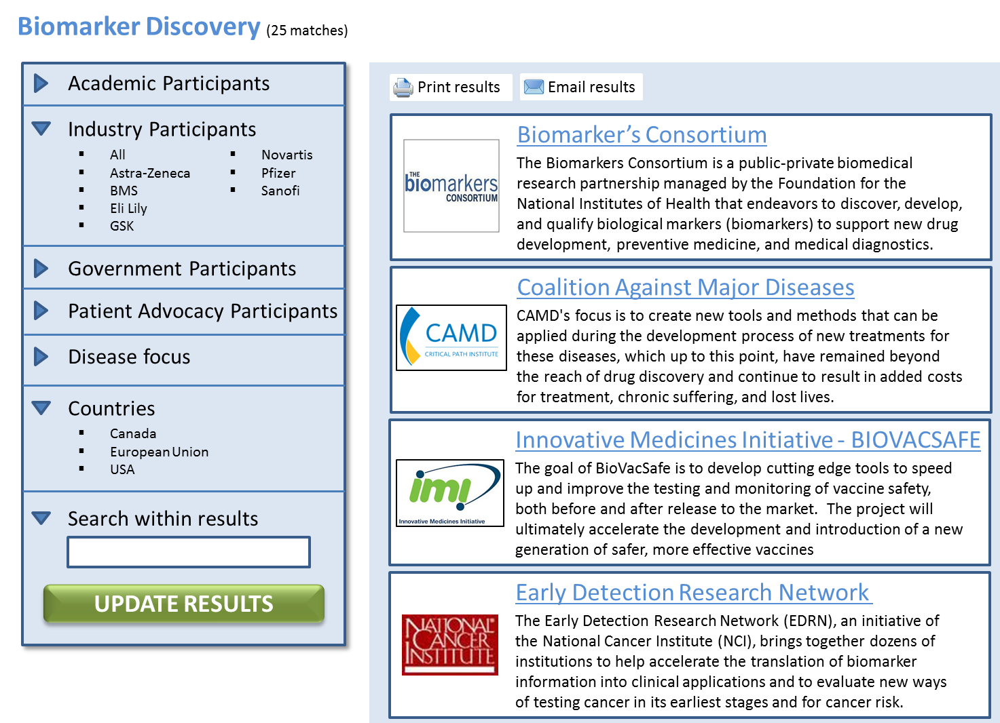 Biomarker Discovery (25 matches)
Academic Participants
Industry Participants
All
Astra-Zeneca
BMS
Eli Lily
GSK
Novartis
Pfizer
Sanofi
Government Participants
Patient Advocacy Participants
Disease focus
Countries
Canada
European Union
USA
Search within results
UPDATE RESULTS
Print results
Email results
THE
biomarkers
CONSORTIUM
Biomarker’s Consortium
The Biomarkers Consortium is a public-private biomedical
research partnership managed by the Foundation for the
National Institutes of Health that endeavors to discover, develop,
and qualify biological markers (biomarkers) to support new drug
development, preventive medicine, and medical diagnostics.
CAMD
CRITICAL PATH INSTITUTE
Coalition Against Major Diseases
CAMD's focus is to create new tools and methods that can be
applied during the development process of new treatments for
these diseases, which up to this point, have remained beyond
the reach of drug discovery and continue to result in added costs
for treatment, chronic suffering, and lost lives.
imi
Innovative Medicines Initiative
Innovative Medicines Initiative - BIOVACSAFE
The goal of BioVacSafe is to develop cutting edge tools to speed
up and improve the testing and monitoring of vaccine safety,
both before and after release to the market. The project will
ultimately accelerate the development and introduction of a new
generation of safer, more effective vaccines
NATIONAL
CANCER
INSTITUTE
Early Detection Research Network
The Early Detection Research Network (EDRN), an initiative of
the National Cancer Institute (NCI), brings together dozens of
institutions to help accelerate the translation of biomarker
information into clinical applications and to evaluate new ways
of testing cancer in its earliest stages and for cancer risk.